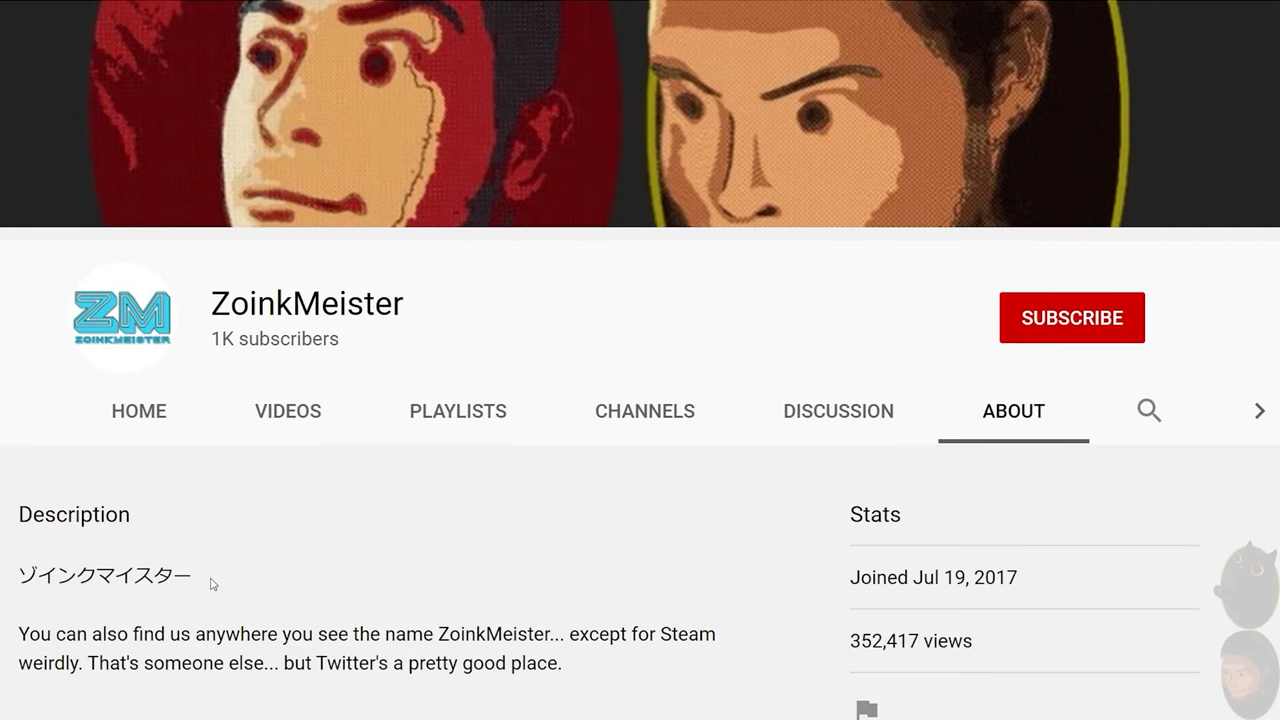 ZM
ZOINKMEISTER
ZoinkMeister
1K subscribers
SUBSCRIBE
HOME VIDEOS PLAYLISTS CHANNELS DISCUSSION ABOUT
Description
ゾインクマイスター
You can also find us anywhere you see the name ZoinkMeister... except for Steam
weirdly. That's someone else... but Twitter's a pretty good place.
Stats
Joined Jul 19, 2017
352,417 views